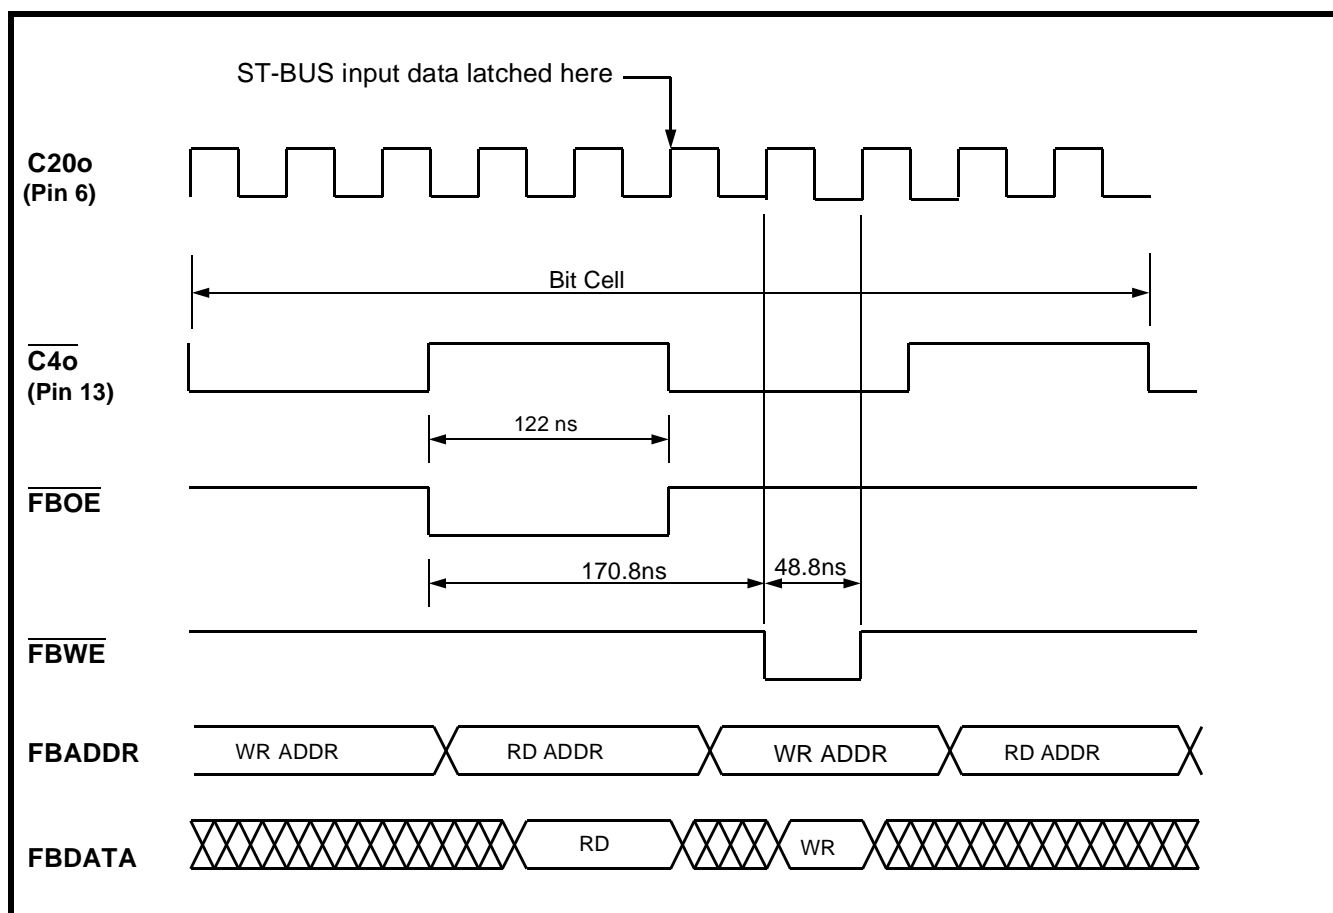 ST-BUS input data latched here
C20o
(Pin 6)
Bit Cell
C4o
(Pin 13)
122 ns
FBOE
170.8ns
48.8ns
FBWE
FBADDR
WR ADDR
RD ADDR
WR ADDR
RD ADDR
FBDATA
RD
WR